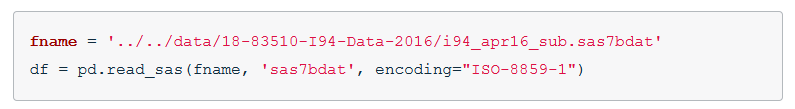 fname = '../../data/18-83510-I94-Data-2016/i94_apr16_sub.sas7bdat'
df = pd.read_sas(fname, 'sas7bdat', encoding="ISO-8859-1")